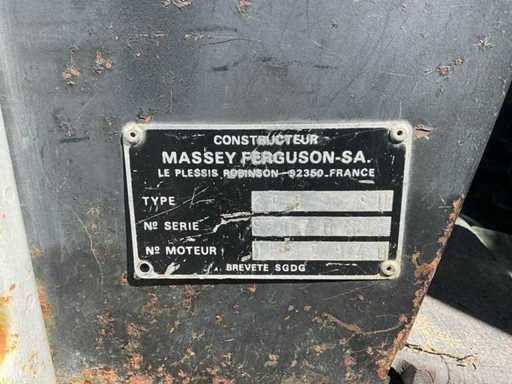 CONSTRUCTEUR
MASSEY FERGUSON-SA.
LE PLESSIS ROBINSON-92350-FRANCE
TYPE
Nº SERIE
Nº MOTEUR
BREVETE SGDG